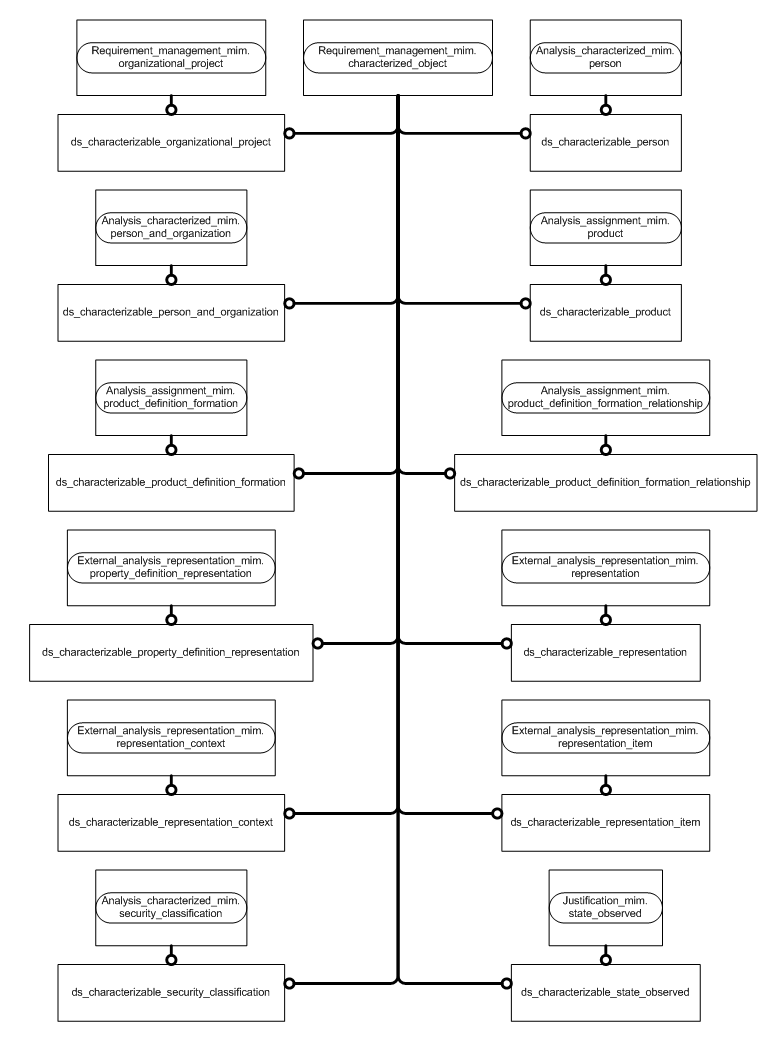 Requirement_management_mim.
organizational_project
Requirement_management_mim.
characterized_object
Analysis_characterized_mim.
person
ds_characterizable_organizational_project
ds_characterizable_person
Analysis_characterized_mim.
person_and_organization
Analysis_assignment_mim.
product
ds_characterizable_person_and_organization
ds_characterizable_product
Analysis_assignment_mim.
product_definition_formation
Analysis_assignment_mim.
product_definition_formation_relationship
ds_characterizable_product_definition_formation
ds_characterizable_product_definition_formation_relationship
External_analysis_representation_mim.
property_definition_representation
External_analysis_representation_mim.
representation
ds_characterizable_property_definition_representation
ds_characterizable_representation
External_analysis_representation_mim.
representation_context
External_analysis_representation_mim.
representation_item
ds_characterizable_representation_context
ds_characterizable_representation_item
Analysis_characterized_mim.
security_classification
Justification_mim.
state_observed
ds_characterizable_security_classification
ds_characterizable_state_observed